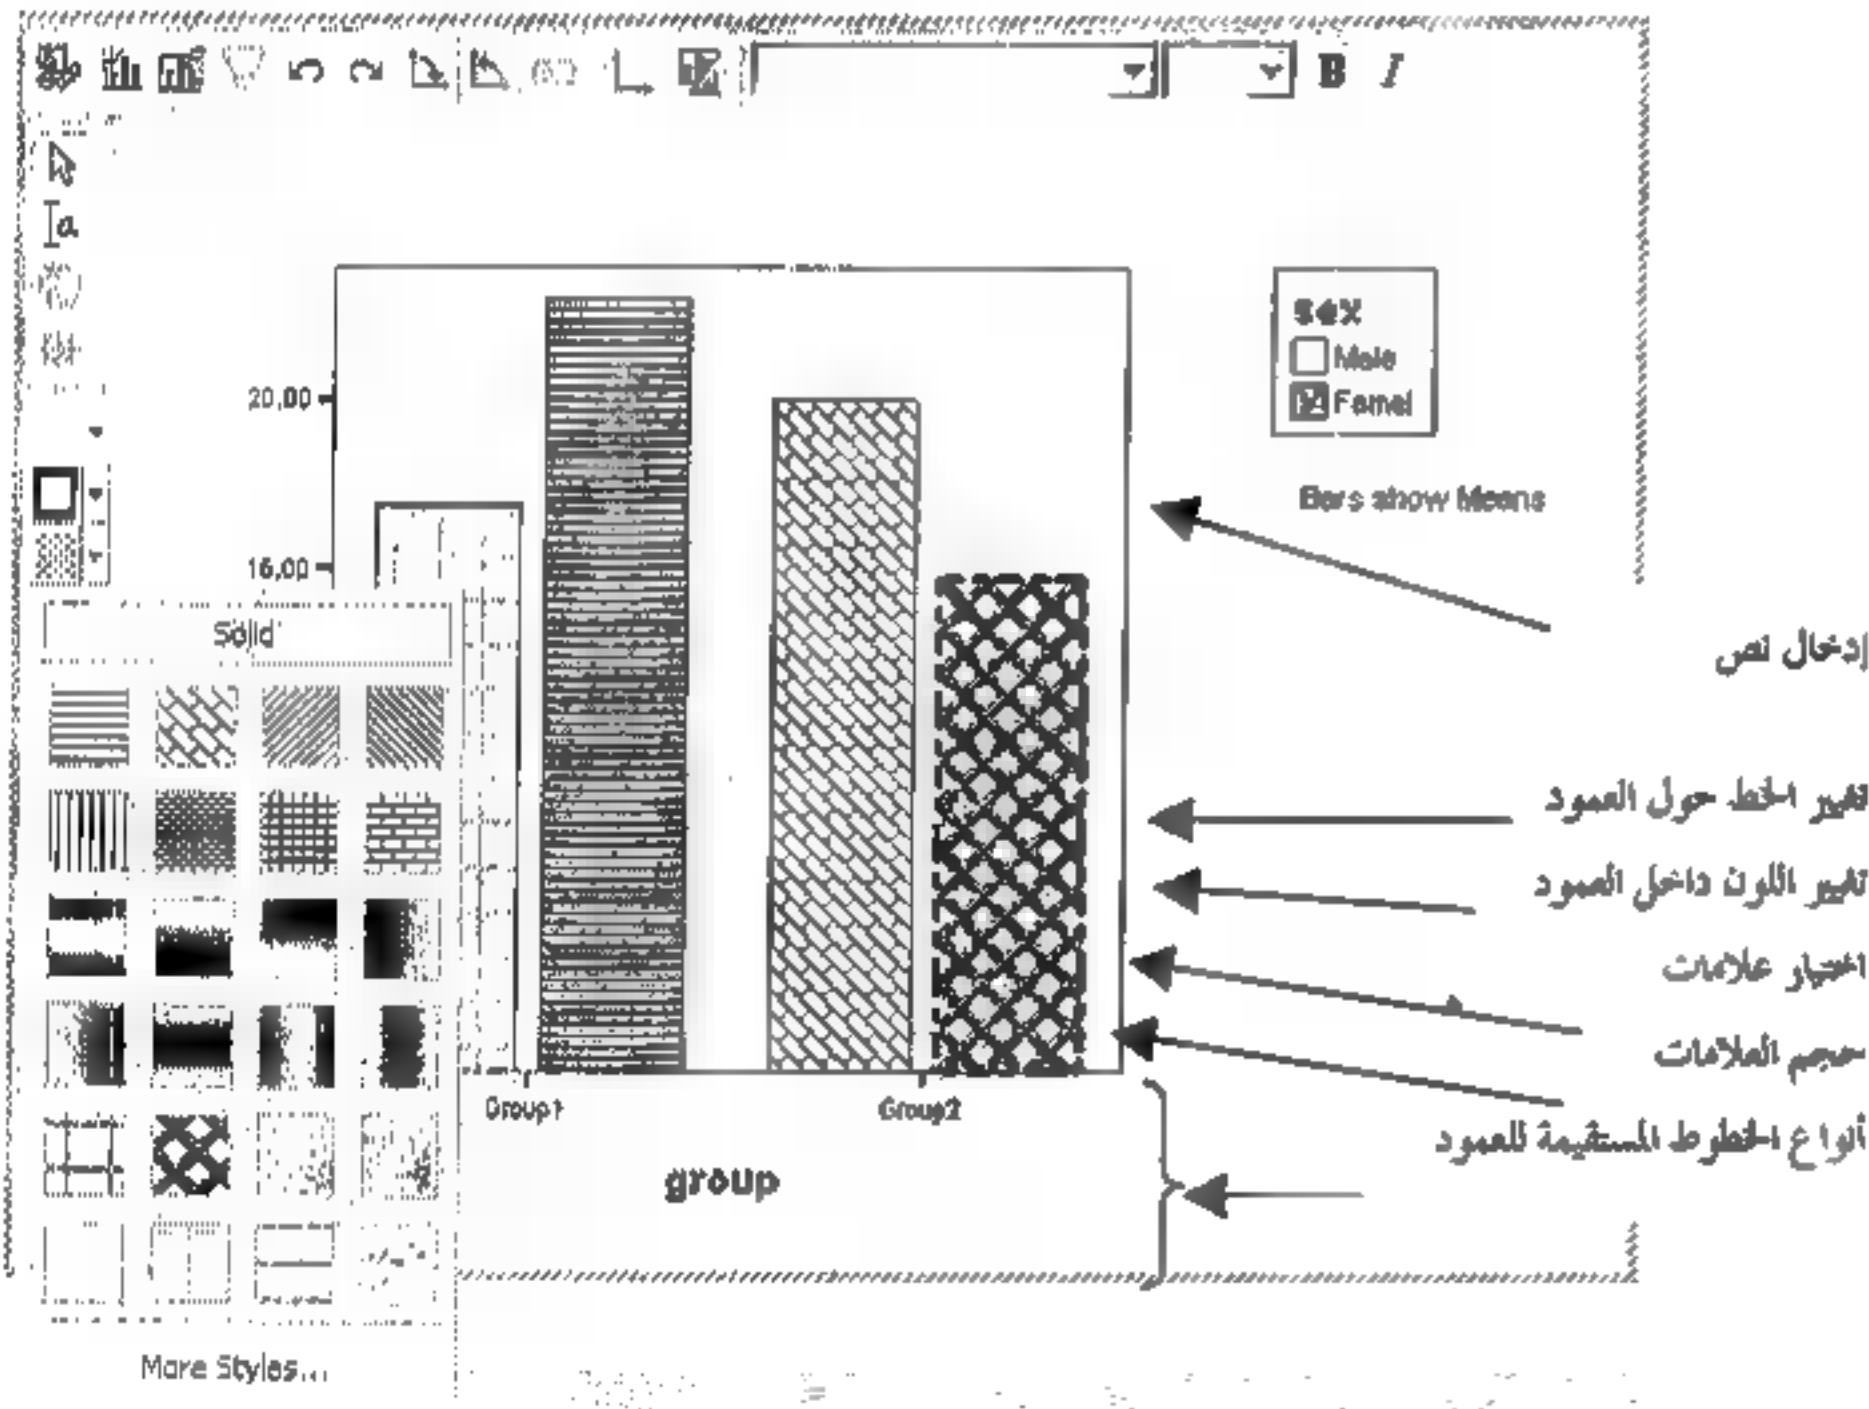 B I
20,00
15,00
sex
Male
Femal
Bars show Means
Solid
Group1 Group2
group
More Styles...
إدخال نص
تغيير الخط حول العمود
تغيير اللون داخل العمود
اختيار علامات
حجم العلامات
أنواع الخطوط المستقيمة للعمود